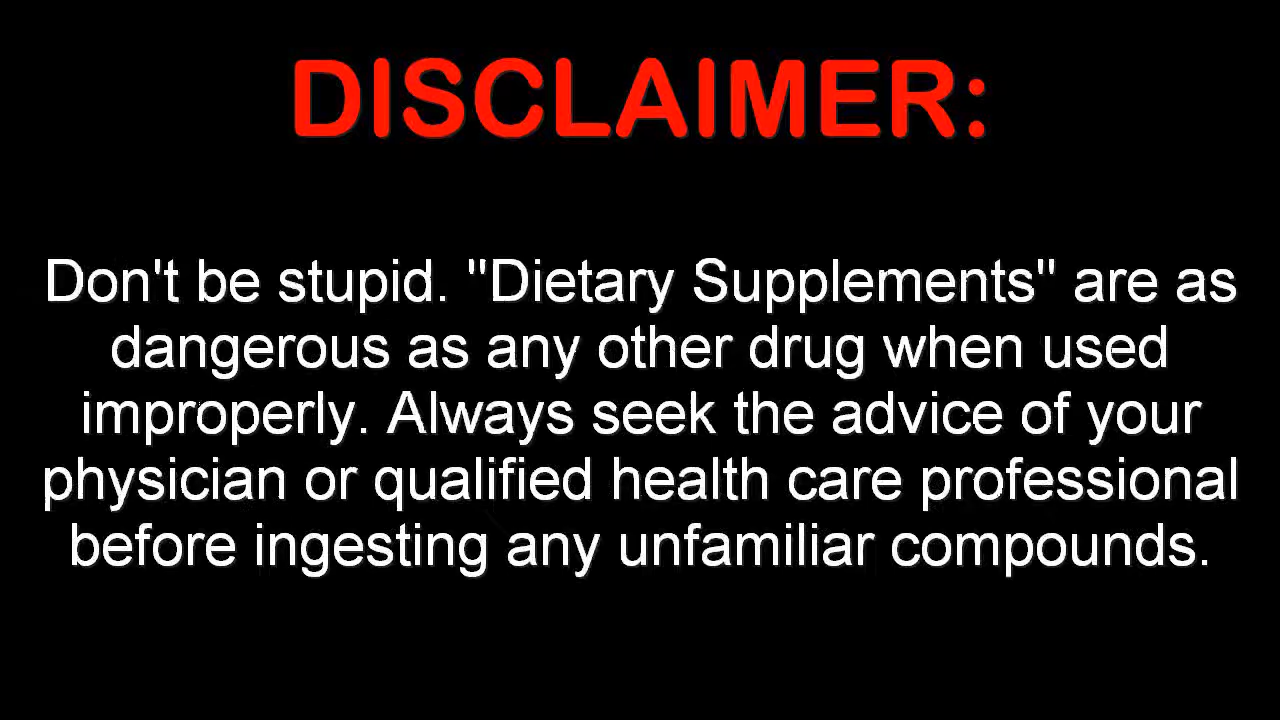 DISCLAIMER:
Don't be stupid. "Dietary Supplements" are as
dangerous as any other drug when used
improperly. Always seek the advice of your
physician or qualified health care professional
before ingesting any unfamiliar compounds.